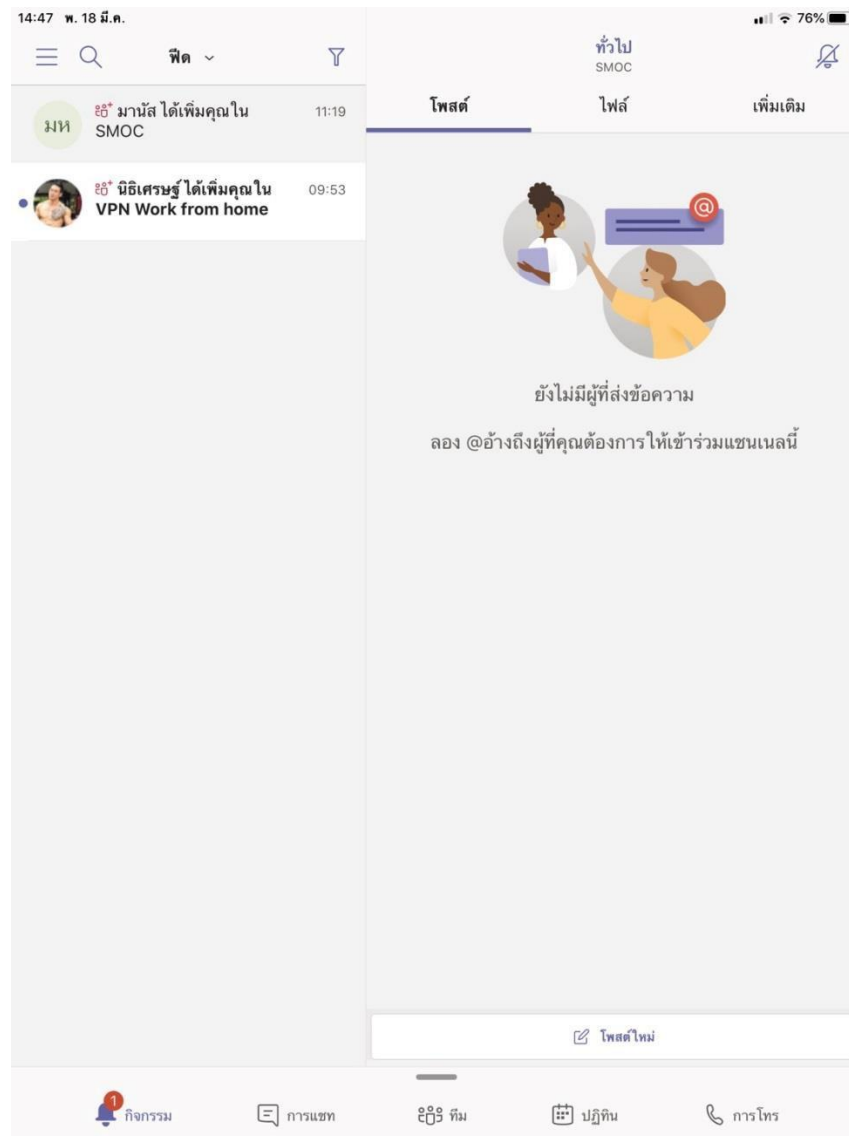 14:47 พ. 18 มี.ค.
76%
ฟีด
ทั่วไป
SMOC
โพสต์
ไฟล์
เพิ่มเติม
มห
มานัส ได้เพิ่มคุณใน
11:19
SMOC
นิธิเศรษฐ์ ได้เพิ่มคุณใน
09:53
VPN Work from home
@
ยังไม่มีผู้ที่ส่งข้อความ
ลอง @อ้างถึงผู้ที่คุณต้องการให้เข้าร่วมแชนเนลนี้
โพสต์ใหม่
1
กิจกรรม
การแชท
ทีม
ปฏิทิน
การโทร